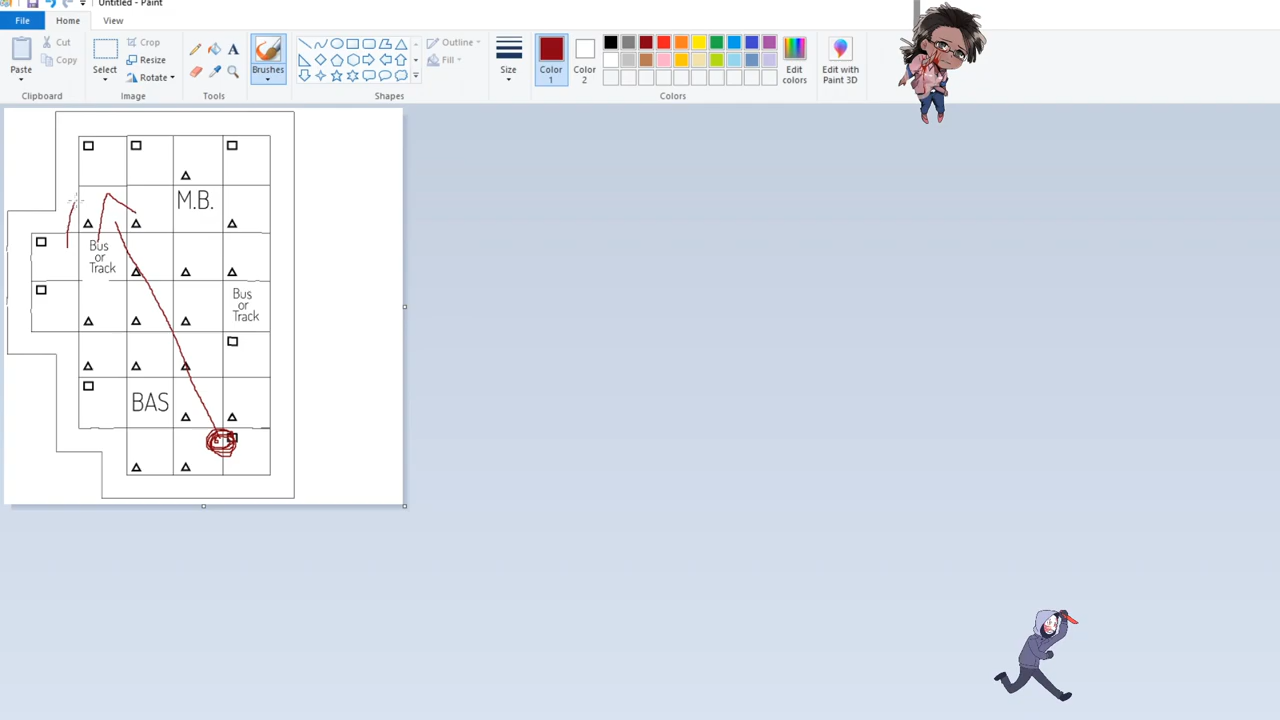 Untitled - Paint
File Home View
Paste
Cut
Copy
Clipboard
Select
Crop
Resize
Rotate
Image
A
Tools
Brushes
Outline
Fill
Shapes
Size
Color 1
Color 2
Edit colors
Edit with Paint 3D
Colors
M.B.
Bus
or
Track
Bus
or
Track
BAS